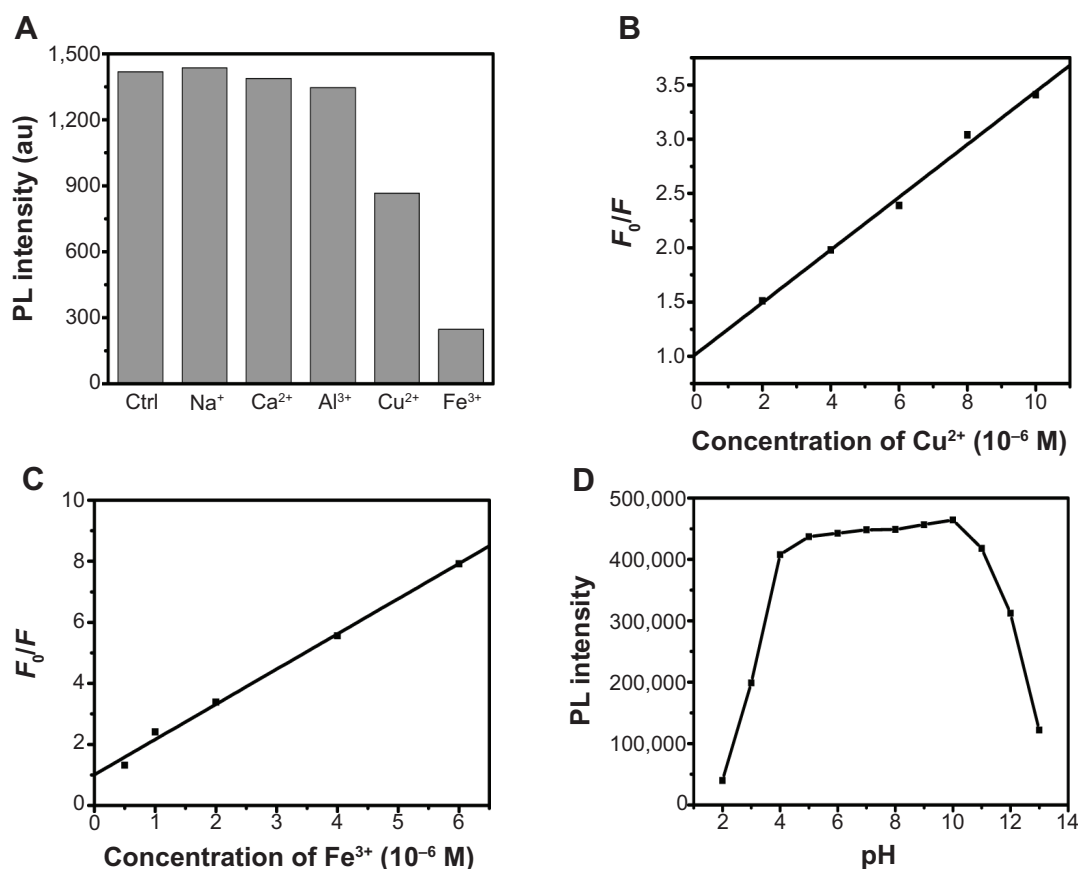 A
PL intensity (au)
1,500
1,200
900
600
300
0
Ctrl Na⁺ Ca²⁺ Al³⁺ Cu²⁺ Fe³⁺
B
F₀/F
3.5
3.0
2.5
2.0
1.5
1.0
0 2 4 6 8 10
Concentration of Cu²⁺ (10⁻⁶ M)
C
F₀/F
10
8
6
4
2
0
0 1 2 3 4 5 6
Concentration of Fe³⁺ (10⁻⁶ M)
D
PL intensity
500,000
400,000
300,000
200,000
100,000
0
2 4 6 8 10 12 14
pH